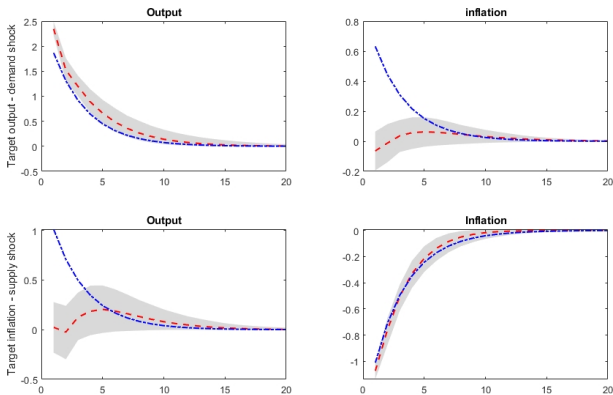 Output
inflation
Target output - demand shock
2.5
2
1.5
1
0.5
0
-0.5
0 5 10 15 20
0.8
0.6
0.4
0.2
0
-0.2
0 5 10 15 20
Output
Inflation
Target inflation - supply shock
1
0.5
0
-0.5
0 5 10 15 20
0
-0.2
-0.4
-0.6
-0.8
-1
0 5 10 15 20